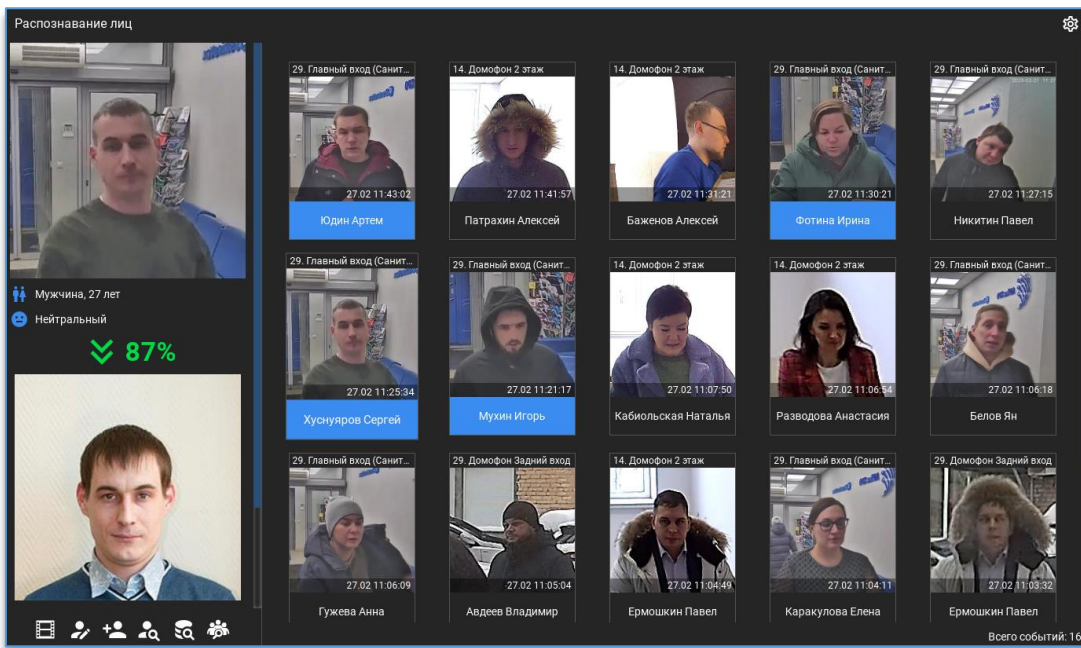 Распознавание лиц
Мужчина, 27 лет
Нейтральный
87%
29. Главный вход (Санит...
27.02 11:43:02
Юдин Артем
14. Домофон 2 этаж
27.02 11:41:57
Патрахин Алексей
14. Домофон 2 этаж
27.02 11:31:21
Баженов Алексей
29. Главный вход (Санит...
27.02 11:30:21
Фотина Ирина
29. Главный вход (Санит...
27.02 11:27:15
Никитин Павел
29. Главный вход (Санит...
27.02 11:25:34
Хуснуяров Сергей
29. Главный вход (Санит...
27.02 11:21:17
Мухин Игорь
14. Домофон 2 этаж
27.02 11:07:50
Кабиольская Наталья
14. Домофон 2 этаж
27.02 11:06:54
Разводова Анастасия
29. Главный вход (Санит...
27.02 11:06:18
Белов Ян
29. Главный вход (Санит...
27.02 11:06:09
Гужева Анна
29. Домофон Задний вход
27.02 11:05:04
Авдеев Владимир
14. Домофон 2 этаж
27.02 11:04:49
Ермошкин Павел
29. Главный вход (Санит...
27.02 11:04:11
Каракулова Елена
29. Домофон Задний вход
27.02 11:03:32
Ермошкин Павел
Всего событий: 16